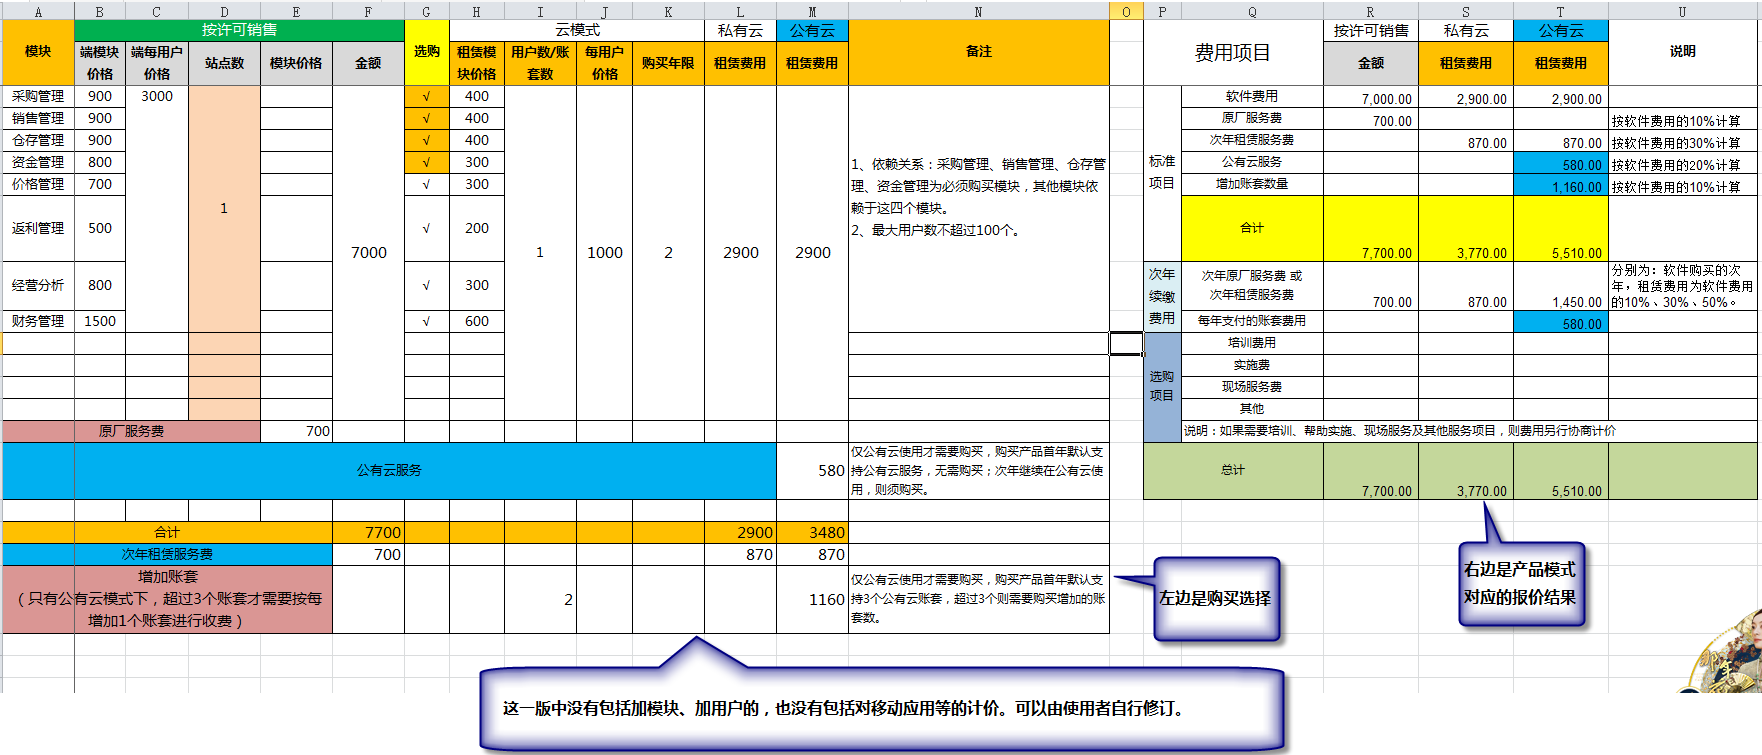 A B C D E F G H I J K L M N O P Q R S T U
模块 按许可销售 选购 云模式 私有云 公有云 备注
端模块价格 端每用户价格 站点数 模块价格 金额 租赁模块价格 用户数/账套数 每用户价格 购买年限 租赁费用 租赁费用
采购管理 900 3000 √ 400
销售管理 900 √ 400
仓存管理 900 √ 400
资金管理 800 √ 300
价格管理 700 √ 300
返利管理 500 √ 200
经营分析 800 √ 300
财务管理 1500 √ 600
1 7000 1 1000 2 2900 2900
1、依赖关系：采购管理、销售管理、仓存管
理、资金管理为必须购买模块，其他模块依
赖于这四个模块。
2、最大用户数不超过100个。
原厂服务费 700
公有云服务 580
仅公有云使用才需要购买，购买产品首年默认支
持公有云服务，无需购买；次年继续在公有云使
用，则须购买。
合计 7700 2900 3480
次年租赁服务费 700 870 870
增加账套
（只有公有云模式下，超过3个账套才需要按每
增加1个账套进行收费）
2 1160
仅公有云使用才需要购买，购买产品首年默认支
持3个公有云账套，超过3个则需要购买增加的账
套数。
费用项目 按许可销售 私有云 公有云 说明
金额 租赁费用 租赁费用
标准
项目
软件费用 7,000.00 2,900.00 2,900.00
原厂服务费 700.00 按软件费用的10%计算
次年租赁服务费 870.00 870.00 按软件费用的30%计算
公有云服务 580.00 按软件费用的20%计算
增加账套数量 1,160.00 按软件费用的10%计算
合计 7,700.00 3,770.00 5,510.00
次年
续缴
费用
次年原厂服务费 或
次年租赁服务费
700.00 870.00 1,450.00
分别为：软件购买的次
年，租赁费用为软件费用
的10%、30%、50%。
每年支付的账套费用 580.00
选购
项目
培训费用
实施费
现场服务费
其他
说明：如果需要培训、帮助实施、现场服务及其他服务项目，则费用另行协商计价
总计 7,700.00 3,770.00 5,510.00
左边是购买选择
右边是产品模式
对应的报价结果
这一版中没有包括加模块、加用户的，也没有包括对移动应用等的计价。可以由使用者自行修订。